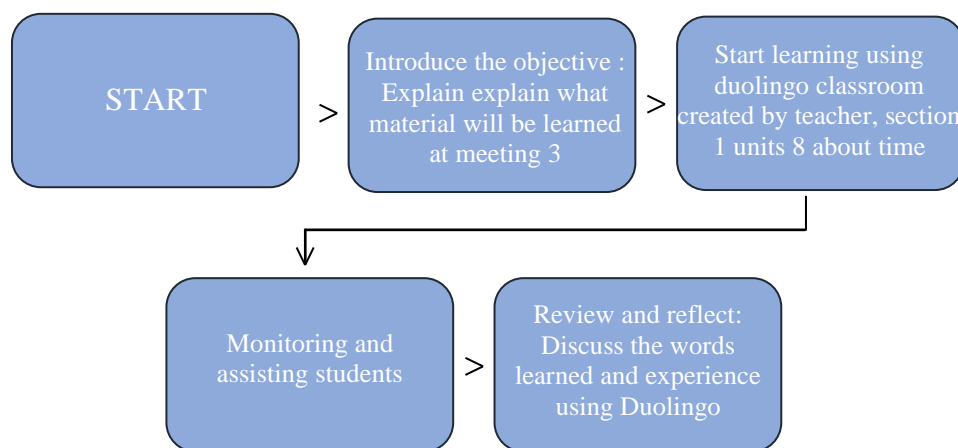 START
>
Introduce the objective :
Explain explain what
material will be learned
at meeting 3
>
Start learning using
duolingo classroom
created by teacher, section
1 units 8 about time
Monitoring and
assisting students
>
Review and reflect:
Discuss the words
learned and experience
using Duolingo